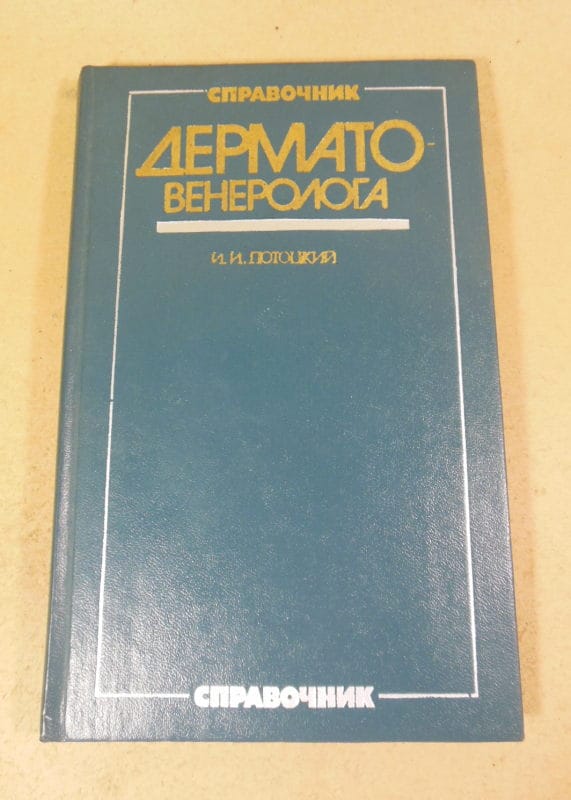 СПРАВОЧНИК
ДЕРМАТО-
ВЕНЕРОЛОГА
И. И. ПОТОЦКИЙ
СПРАВОЧНИК